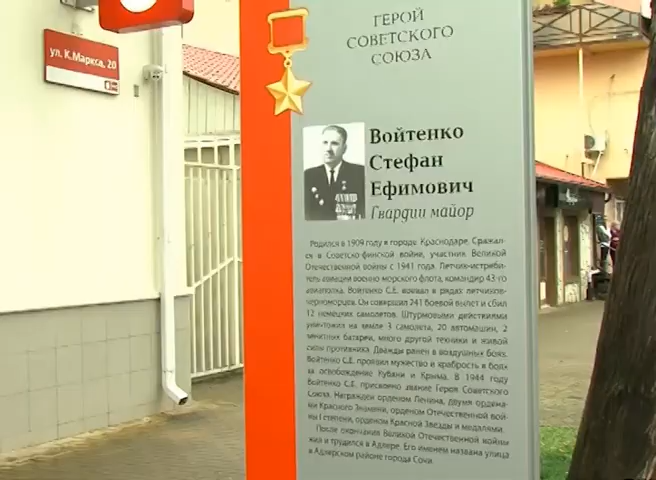 ул. К.Маркса, 20
ГЕРОЙ
СОВЕТСКОГО
СОЮЗА
Войтенко
Стефан
Ефимович
Гвардии майор
Родился в 1909 году в городе Краснодаре. Сражал-
ся в Советско-финской войне, участник Великой
Отечественной войны с 1941 года. Летчик-истреби-
тель авиации военно-морского флота, командир 43-го
авиаполка. Войтенко С.Е. воевал в рядах летчиков-
черноморцев. Он совершил 241 боевой вылет и сбил
12 немецких самолетов. Штурмовыми действиями
уничтожил на земле 3 самолета, 20 автомашин, 2
зенитных батареи, много другой техники и живой
силы противника. Дважды ранен в воздушных боях.
Войтенко С.Е. проявил мужество и храбрость в боях
за освобождение Кубани и Крыма. В 1944 году
Войтенко С.Е. присвоено звание Героя Советского
Союза. Награжден орденом Ленина, двумя ордена-
ми Красного Знамени, орденом Отечественной вой-
ны I степени, орденом Красной Звезды и медалями.
После окончания Великой Отечественной войны
жил и трудился в Адлере. Его именем названа улица
в Адлерском районе города Сочи.